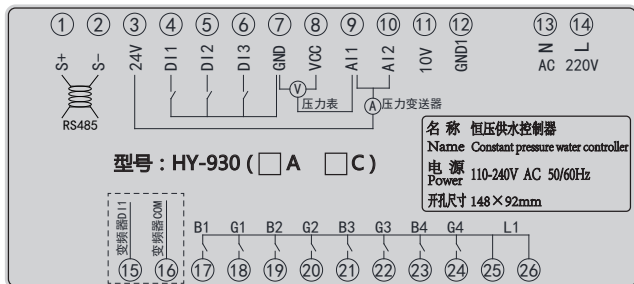 ① ② ③ ④ ⑤ ⑥ ⑦ ⑧ ⑨ ⑩ ⑪ ⑫ ⑬ ⑭
S+ S- 24V DI1 DI2 DI3 GND VCC AI1 AI2 10V GND1 N L
AC 220V
V
压力表
A 压力变送器
RS485
名 称 恒压供水控制器
Name Constant pressure water controller
电 源
Power 110-240V AC 50/60Hz
开孔尺寸 148×92mm
型号：HY-930 ( □ A □ C )
变频器DI1 变频器COM
B1 G1 B2 G2 B3 G3 B4 G4 L1
⑮ ⑯ ⑰ ⑱ ⑲ ⑳ ㉑ ㉒ ㉓ ㉔ ㉕ ㉖